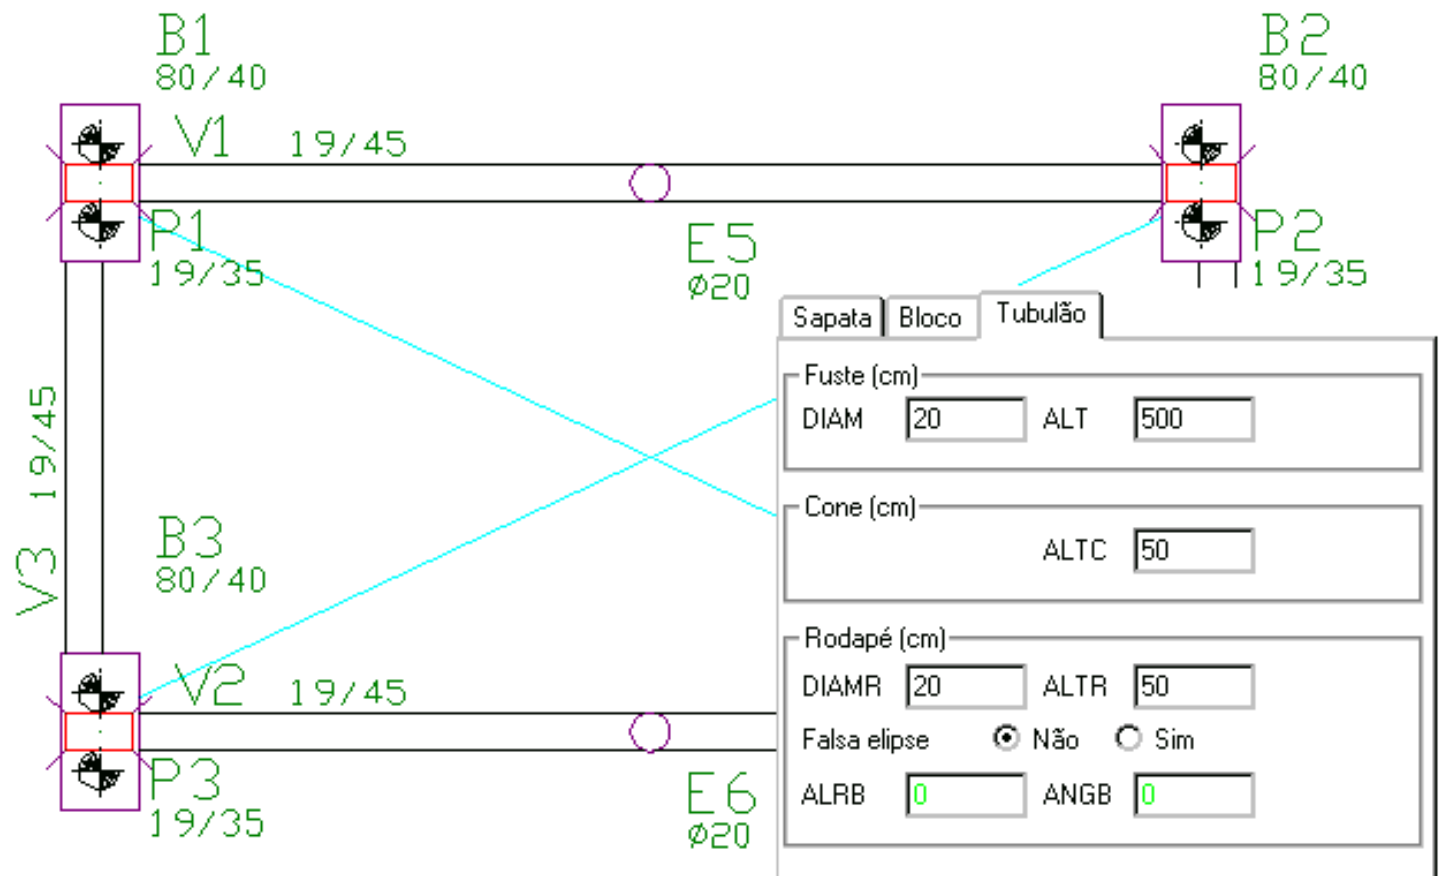 B1
80/40
B2
80/40
V1 19/45
P1
19/35
E5
ø20
P2
19/35
V3 19/45
B3
80/40
V2 19/45
P3
19/35
E6
ø20
Sapata Bloco Tubulão
Fuste (cm)
DIAM 20 ALT 500
Cone (cm)
ALTC 50
Rodapé (cm)
DIAMR 20 ALTR 50
Falsa elipse Não Sim
ALRB 0 ANGB 0